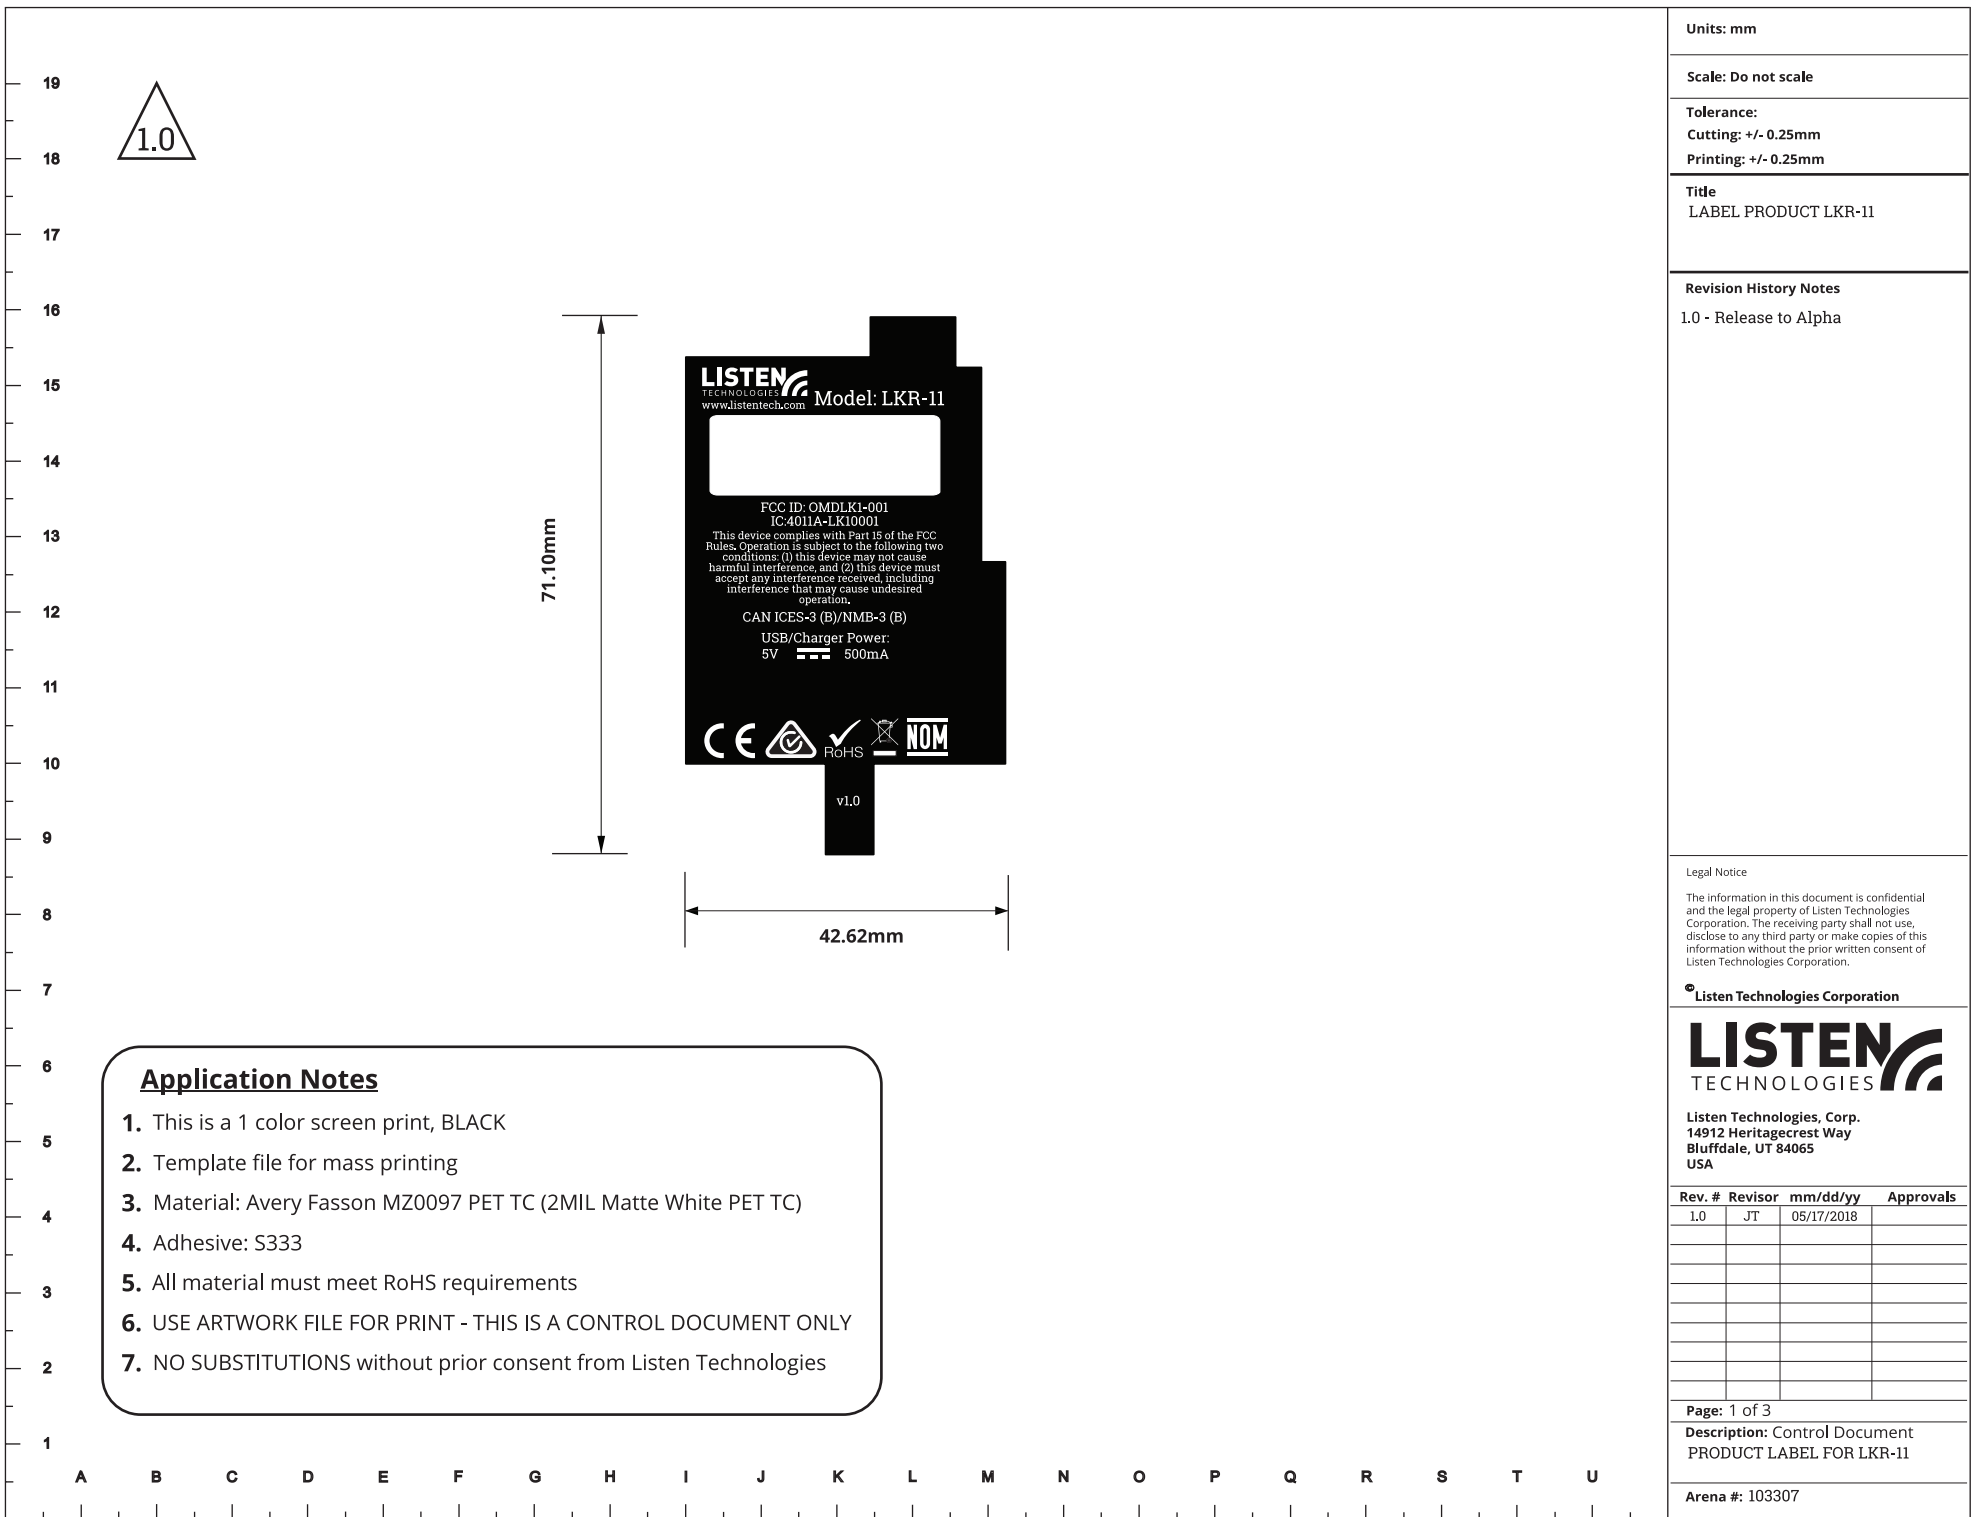 19
18
17
16
15
14
13
12
11
10
9
8
7
6
5
4
3
2
1
A B C D E F G H I J K L M N O P Q R S T U
1.0
71.10mm
42.62mm
LISTEN
TECHNOLOGIES
www.listentech.com
Model: LKR-11
FCC ID: OMDLK1-001
IC:4011A-LK10001
This device complies with Part 15 of the FCC
Rules. Operation is subject to the following two
conditions: (1) this device may not cause
harmful interference, and (2) this device must
accept any interference received, including
interference that may cause undesired
operation.
CAN ICES-3 (B)/NMB-3 (B)
USB/Charger Power:
5V 500mA
CE RoHS NOM
v1.0
Application Notes
1. This is a 1 color screen print, BLACK
2. Template file for mass printing
3. Material: Avery Fasson MZ0097 PET TC (2MIL Matte White PET TC)
4. Adhesive: S333
5. All material must meet RoHS requirements
6. USE ARTWORK FILE FOR PRINT - THIS IS A CONTROL DOCUMENT ONLY
7. NO SUBSTITUTIONS without prior consent from Listen Technologies
Units: mm
Scale: Do not scale
Tolerance:
Cutting: +/- 0.25mm
Printing: +/- 0.25mm
Title
LABEL PRODUCT LKR-11
Revision History Notes
1.0 - Release to Alpha
Legal Notice
The information in this document is confidential
and the legal property of Listen Technologies
Corporation. The receiving party shall not use,
disclose to any third party or make copies of this
information without the prior written consent of
Listen Technologies Corporation.
©Listen Technologies Corporation
LISTEN
TECHNOLOGIES
Listen Technologies, Corp.
14912 Heritagecrest Way
Bluffdale, UT 84065
USA
Rev. # Revisor mm/dd/yy Approvals
1.0 JT 05/17/2018
Page: 1 of 3
Description: Control Document
PRODUCT LABEL FOR LKR-11
Arena #: 103307